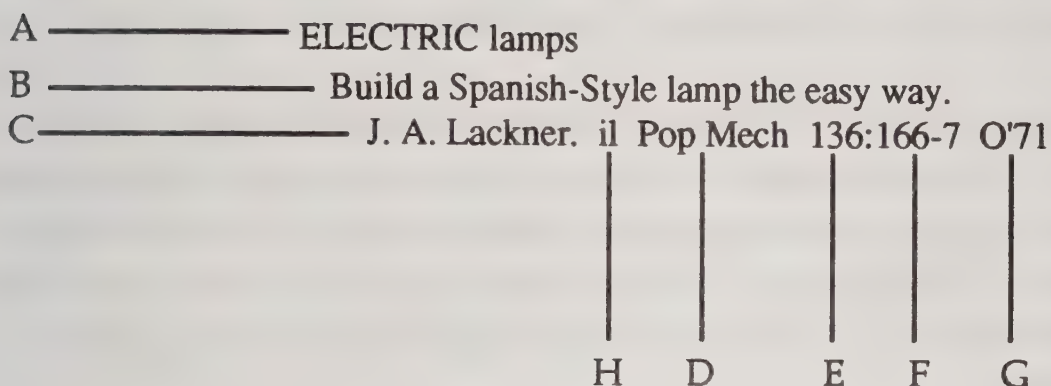 A ELECTRIC lamps
B Build a Spanish-Style lamp the easy way.
C J. A. Lackner. il Pop Mech 136:166-7 O'71
H D E F G